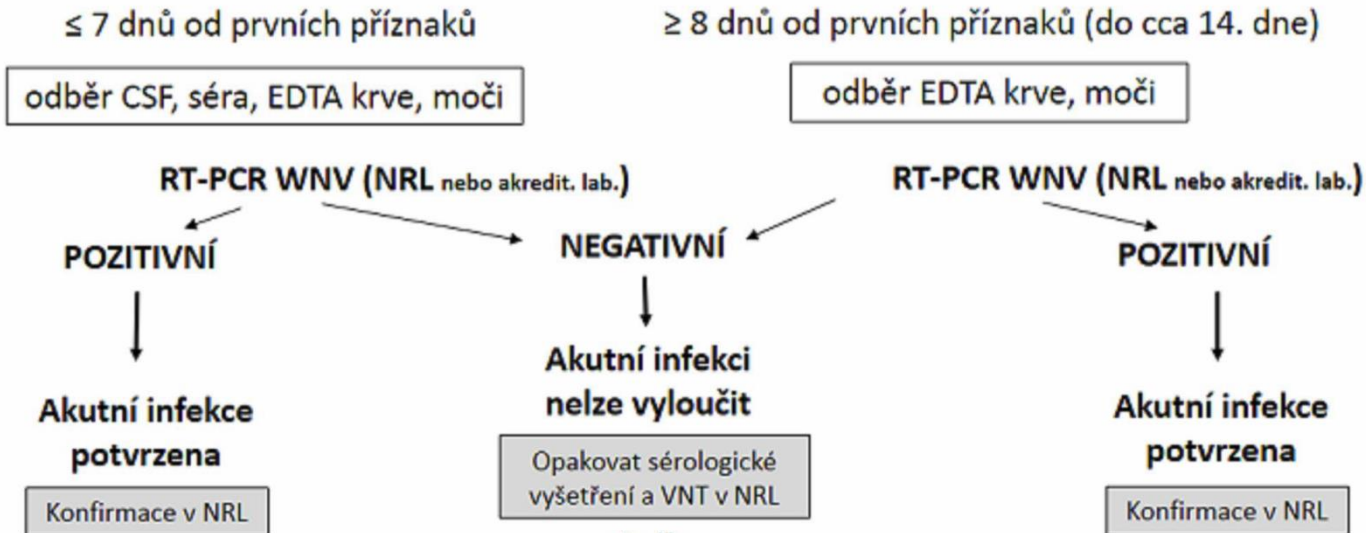 ≤ 7 dnů od prvních příznaků
≥ 8 dnů od prvních příznaků (do cca 14. dne)
odběr CSF, séra, EDTA krve, moči
odběr EDTA krve, moči
RT-PCR WNV (NRL nebo akredit. lab.)
RT-PCR WNV (NRL nebo akredit. lab.)
POZITIVNÍ
NEGATIVNÍ
POZITIVNÍ
Akutní infekce
potvrzena
Konfirmace v NRL
Akutní infekci
nelze vyloučit
Opakovat sérologické
vyšetření a VNT v NRL
Akutní infekce
potvrzena
Konfirmace v NRL